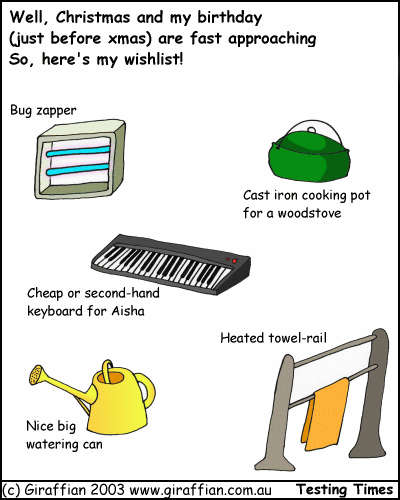 Well, Christmas and my birthday
(just before xmas) are fast approaching
So, here's my wishlist!
Bug zapper
Cast iron cooking pot
for a woodstove
Cheap or second-hand
keyboard for Aisha
Heated towel-rail
Nice big
watering can
(c) Giraffian 2003 www.giraffian.com.au Testing Times